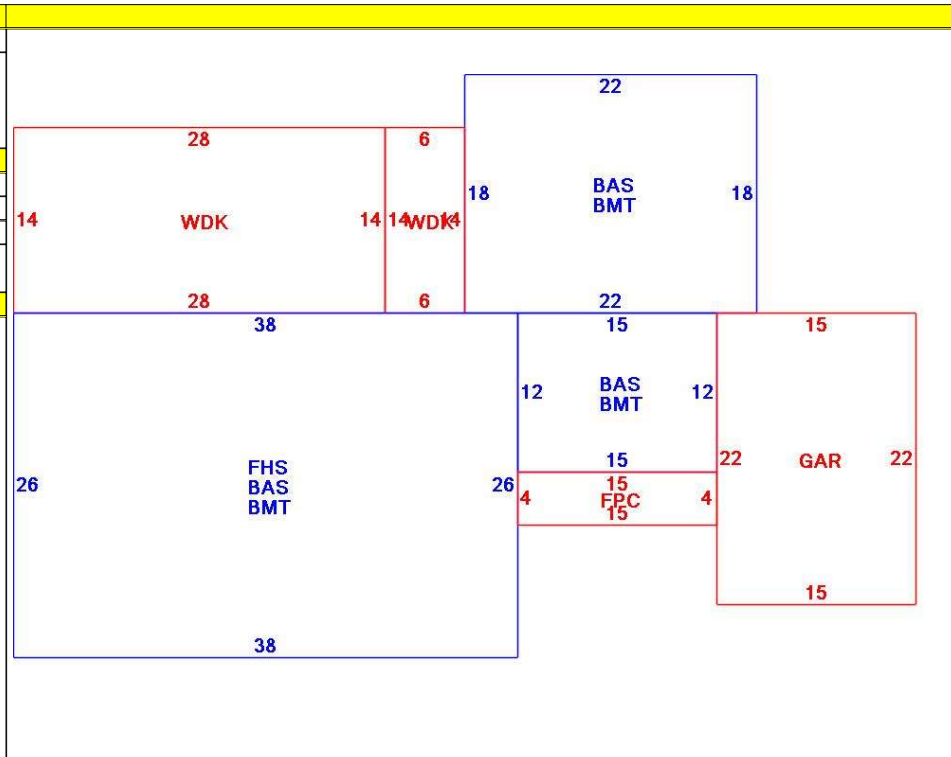 22
28 6
18 BAS 18
BMT
14 WDK 14 14 WDK 14
28 6 22
38 15 15
12 BAS 12
BMT
22 GAR 22
15
FHS
26 BAS 26
BMT
15
4 FPC 4
15
15
38